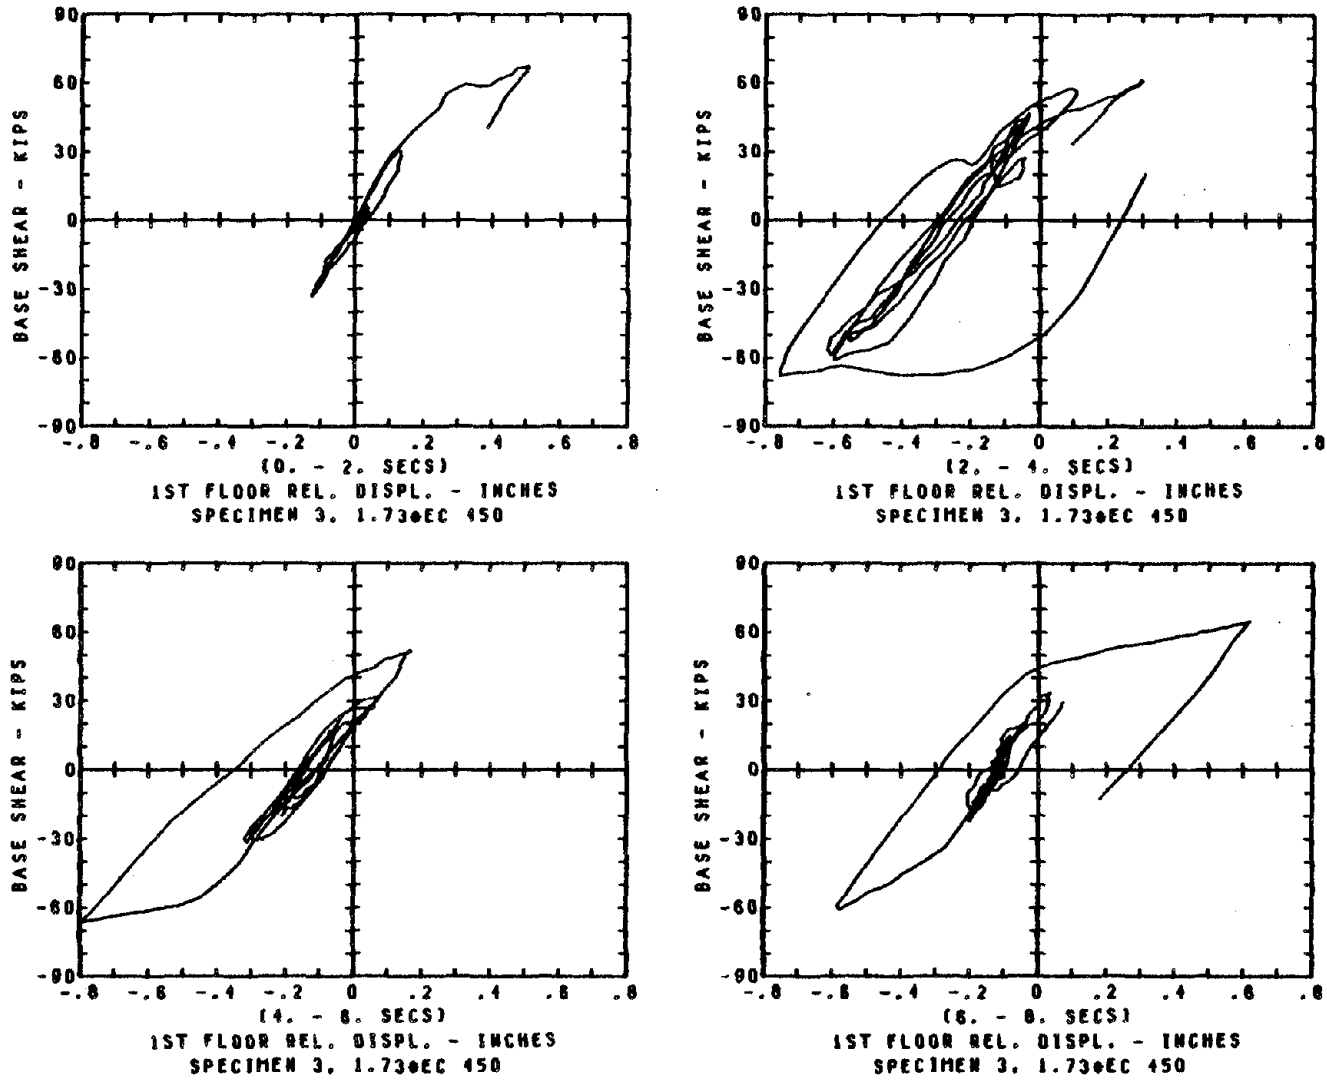 90
60
30
0
-30
-60
-90
BASE SHEAR - KIPS
-.8 -.6 -.4 -.2 0 .2 .4 .6 .8
(0. - 2. SECS)
1ST FLOOR REL. DISPL. - INCHES
SPECIMEN 3, 1.73*EC 450
90
60
30
0
-30
-60
-90
BASE SHEAR - KIPS
-.8 -.6 -.4 -.2 0 .2 .4 .6 .8
(2. - 4. SECS)
1ST FLOOR REL. DISPL. - INCHES
SPECIMEN 3, 1.73*EC 450
90
60
30
0
-30
-60
-90
BASE SHEAR - KIPS
-.8 -.6 -.4 -.2 0 .2 .4 .6 .8
(4. - 6. SECS)
1ST FLOOR REL. DISPL. - INCHES
SPECIMEN 3, 1.73*EC 450
90
60
30
0
-30
-60
-90
BASE SHEAR - KIPS
-.8 -.6 -.4 -.2 0 .2 .4 .6 .8
(6. - 8. SECS)
1ST FLOOR REL. DISPL. - INCHES
SPECIMEN 3, 1.73*EC 450